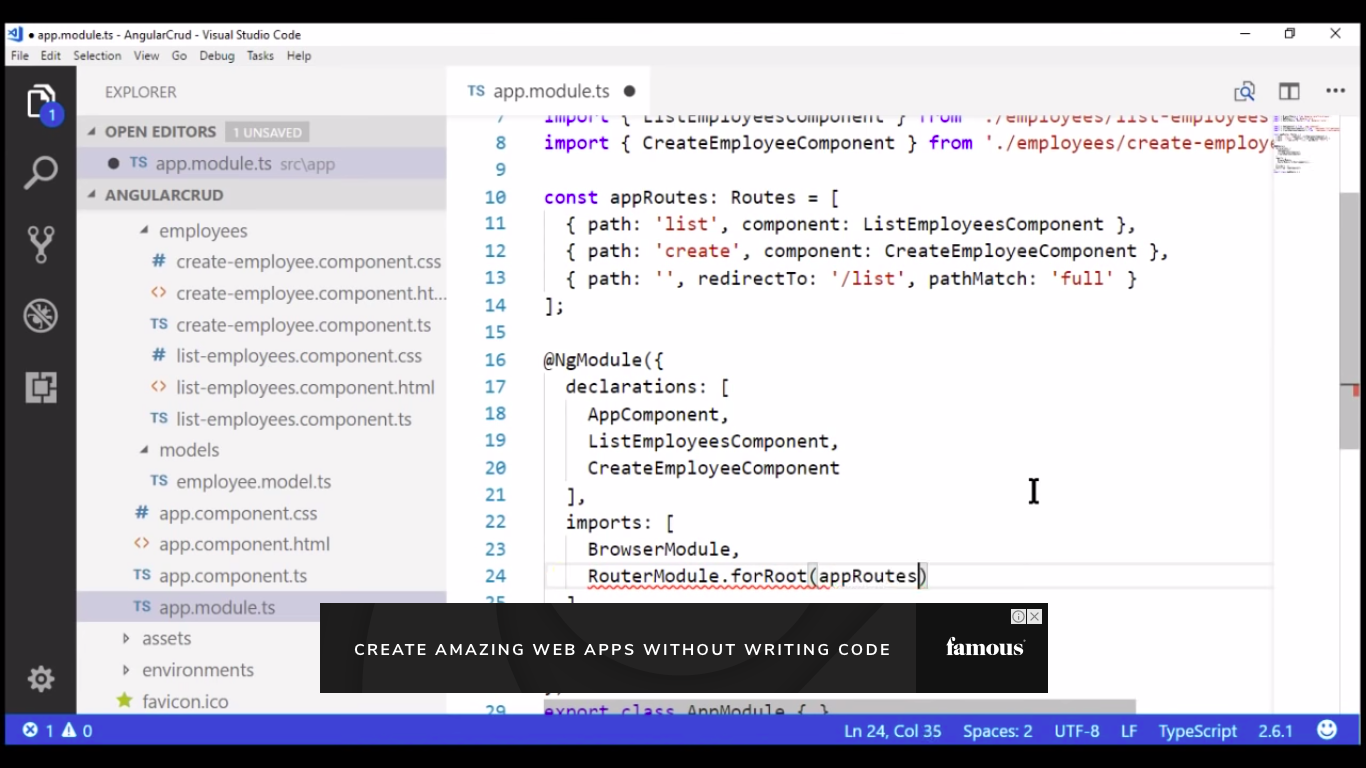 app.module.ts - AngularCrud - Visual Studio Code
File Edit Selection View Go Debug Tasks Help
EXPLORER
TS app.module.ts
1
OPEN EDITORS 1 UNSAVED
TS app.module.ts src\app
ANGULARCRUD
employees
# create-employee.component.css
<> create-employee.component.ht...
TS create-employee.component.ts
# list-employees.component.css
<> list-employees.component.html
TS list-employees.component.ts
models
TS employee.model.ts
# app.component.css
<> app.component.html
TS app.component.ts
TS app.module.ts
assets
environments
favicon.ico
7 import { ListEmployeesComponent } from './employees/list-employees
8 import { CreateEmployeeComponent } from './employees/create-employe
9
10 const appRoutes: Routes = [
11 { path: 'list', component: ListEmployeesComponent },
12 { path: 'create', component: CreateEmployeeComponent },
13 { path: '', redirectTo: '/list', pathMatch: 'full' }
14 ];
15
16 @NgModule({
17 declarations: [
18 AppComponent,
19 ListEmployeesComponent,
20 CreateEmployeeComponent
21 ],
22 imports: [
23 BrowserModule,
24 RouterModule.forRoot(appRoutes)
25 ]
CREATE AMAZING WEB APPS WITHOUT WRITING CODE
famous
29 export class AppModule { }
1 0
Ln 24, Col 35 Spaces: 2 UTF-8 LF TypeScript 2.6.1